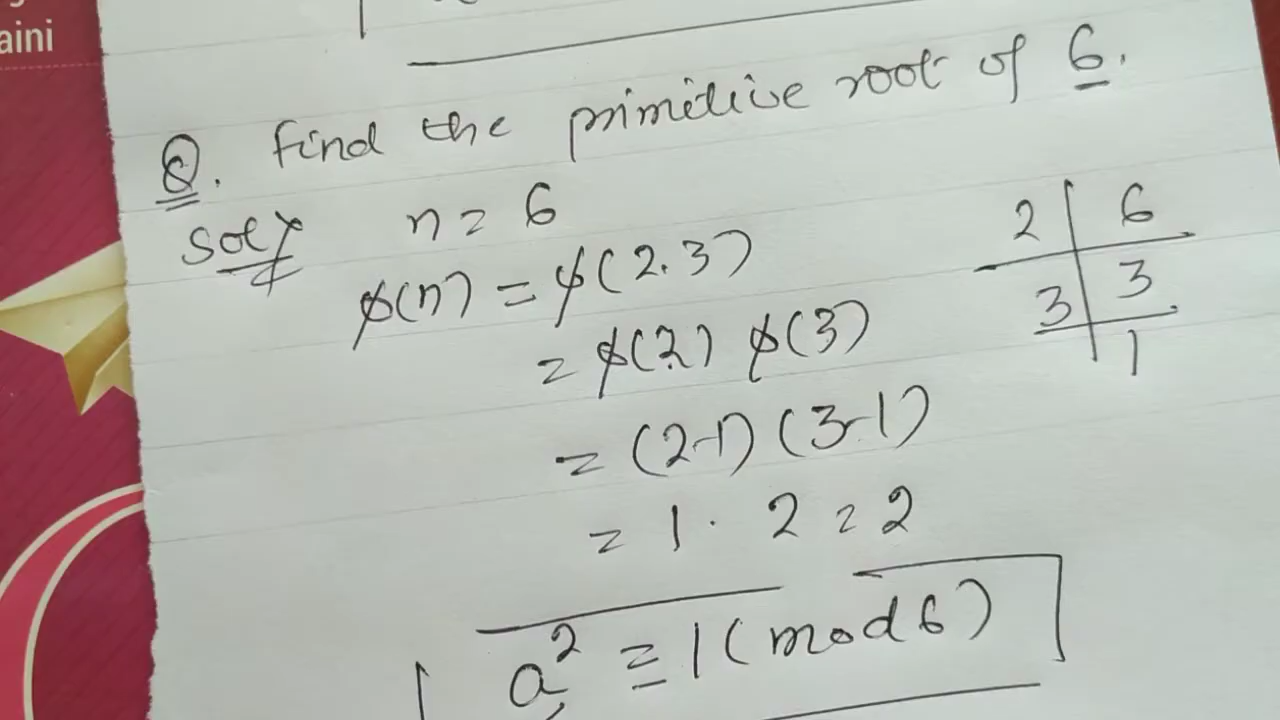 aini
Q. Find the primitive root of 6.
Sol n = 6
φ(n) = φ(2.3)
= φ(2) φ(3)
= (2-1) (3-1)
= 1 . 2 = 2
a² ≡ 1 (mod 6)
2 | 6
3 | 3
1